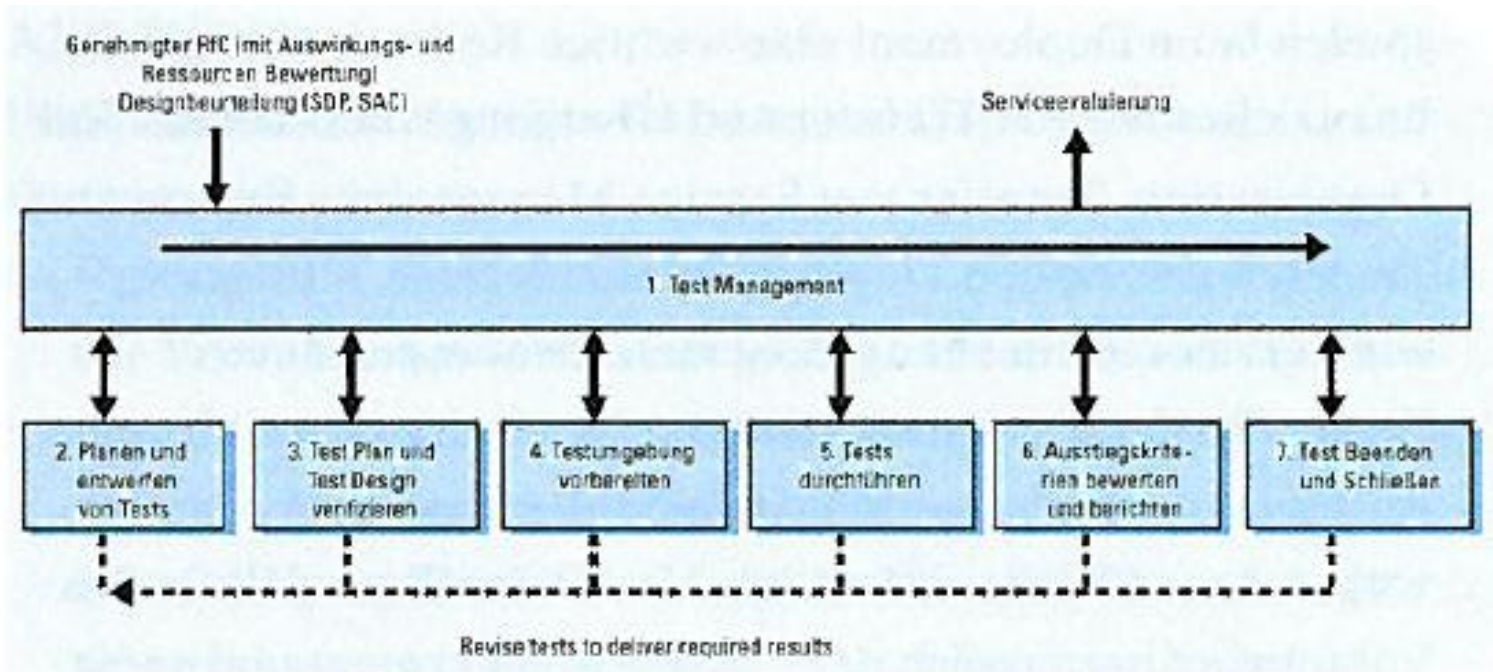 Genehmigter RfC (mit Auswirkungs- und
Ressourcen Bewertung)
Designbeurteilung (SDP, SAC)
Serviceevaluierung
1. Test Management
2. Planen und
entwerfen
von Tests
3. Test Plan und
Test Design
verifizieren
4. Testumgebung
vorbereiten
5. Tests
durchführen
6. Ausstiegskrite-
rien bewerten
und berichten
7. Test Beenden
und Schließen
Revise tests to deliver required results